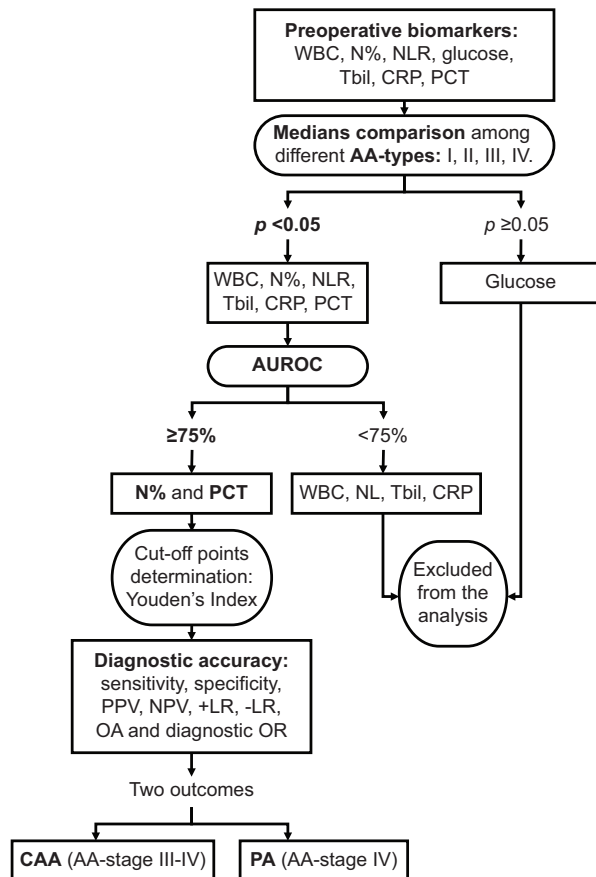 Preoperative biomarkers:
WBC, N%, NLR, glucose,
Tbil, CRP, PCT
Medians comparison among
different AA-types: I, II, III, IV.
p <0.05
p ≥0.05
WBC, N%, NLR,
Tbil, CRP, PCT
Glucose
AUROC
≥75%
<75%
N% and PCT
WBC, NL, Tbil, CRP
Cut-off points
determination:
Youden's Index
Excluded
from the
analysis
Diagnostic accuracy:
sensitivity, specificity,
PPV, NPV, +LR, -LR,
OA and diagnostic OR
Two outcomes
CAA (AA-stage III-IV)
PA (AA-stage IV)